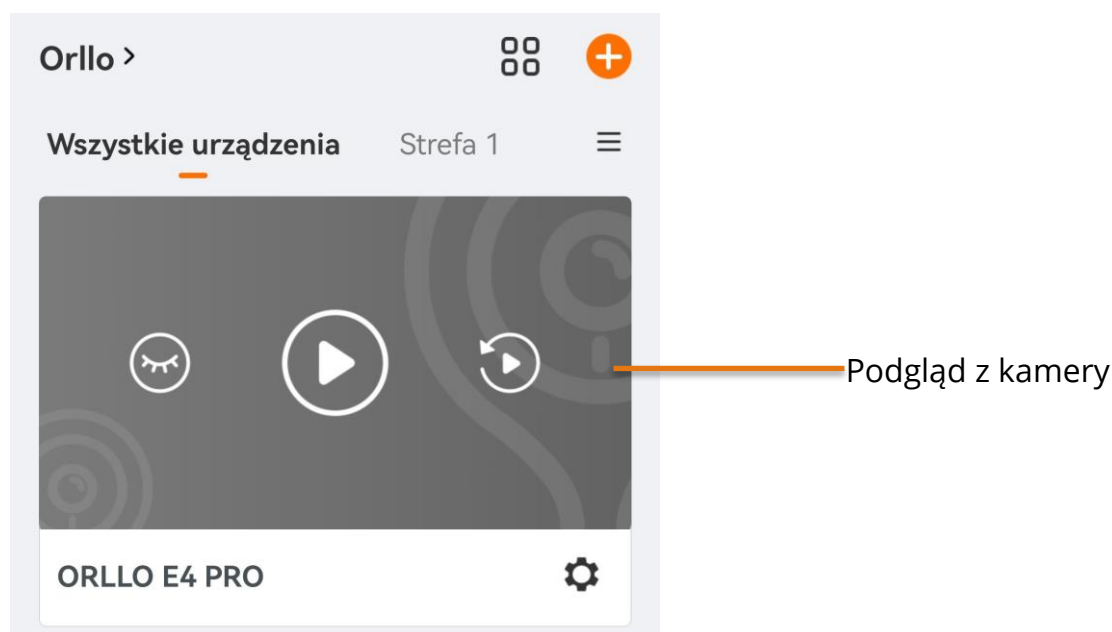 Orllo >
Wszystkie urządzenia Strefa 1
Podgląd z kamery
ORLLO E4 PRO